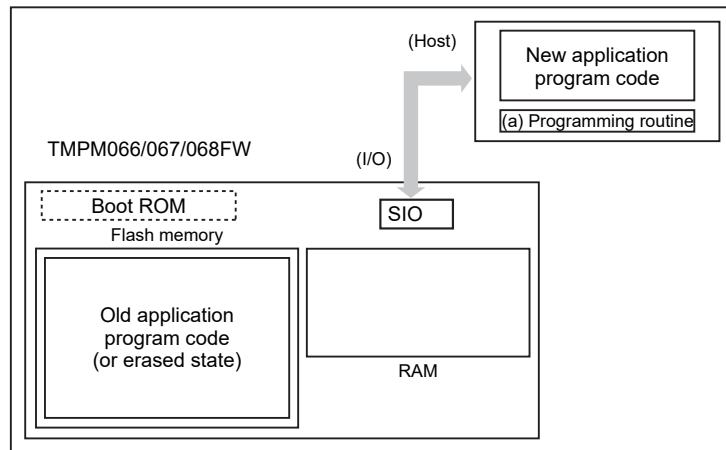 (Host)
New application
program code
(a) Programming routine
TMPM066/067/068FW
(I/O)
Boot ROM
SIO
Flash memory
Old application
program code
(or erased state)
RAM